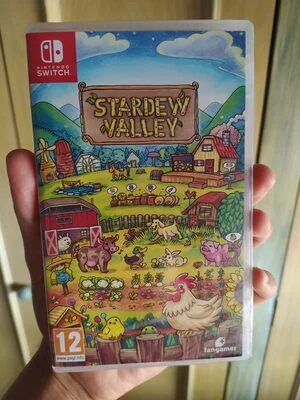 NINTENDO
SWITCH
STARDEW
VALLEY
12
www.pegi.info
fangamer